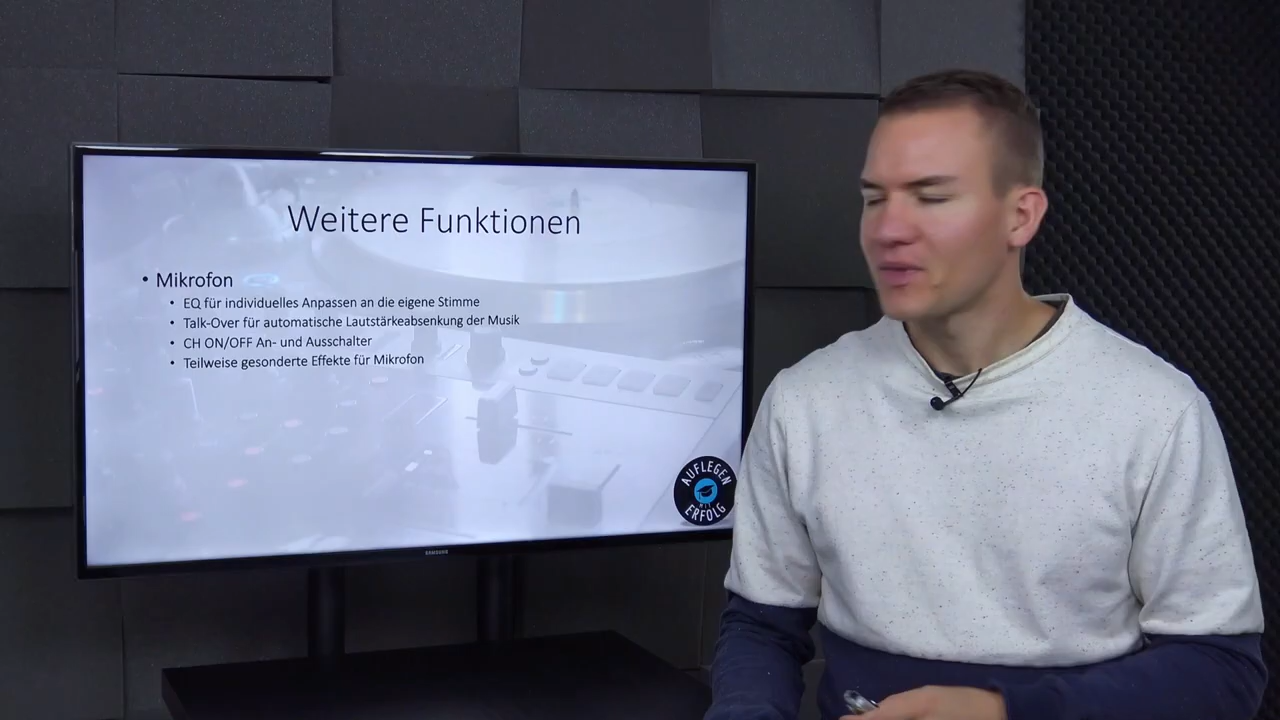 Weitere Funktionen
• Mikrofon
• EQ für individuelles Anpassen an die eigene Stimme
• Talk-Over für automatische Lautstärkeabsenkung der Musik
• CH ON/OFF An- und Ausschalter
• Teilweise gesonderte Effekte für Mikrofon
AUFLEGEN
MIT
ERFOLG
SAMSUNG